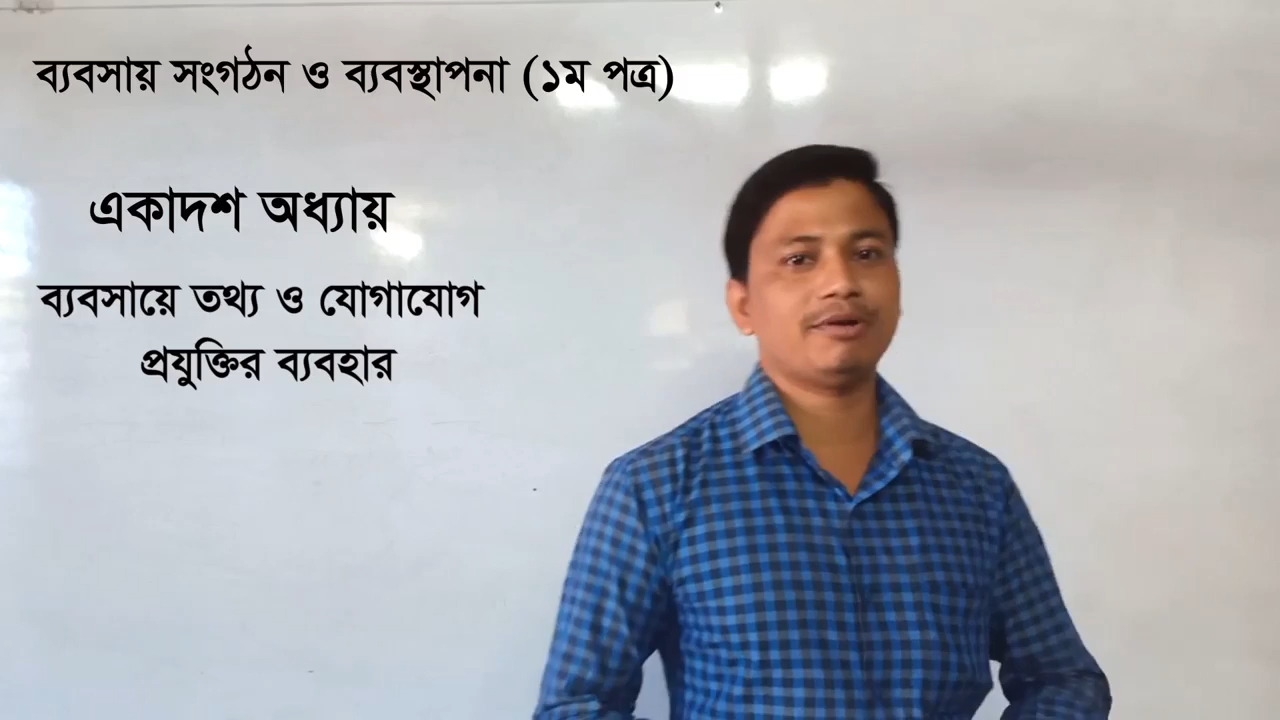 ব্যবসায় সংগঠন ও ব্যবস্থাপনা (১ম পত্র)
একাদশ অধ্যায়
ব্যবসায়ে তথ্য ও যোগাযোগ
প্রযুক্তির ব্যবহার